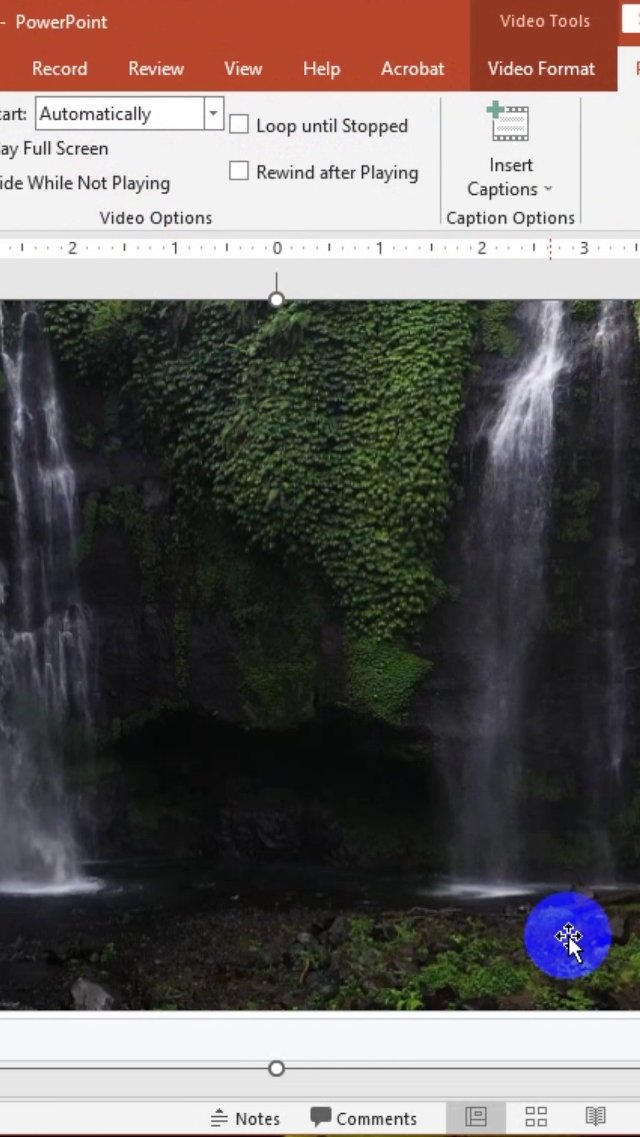 - PowerPoint
Video Tools
Record Review View Help Acrobat Video Format
art: Automatically
Loop until Stopped
Insert Captions
ay Full Screen
ide While Not Playing
Rewind after Playing
Video Options
Caption Options
2 1 0 1 2 3
Notes Comments